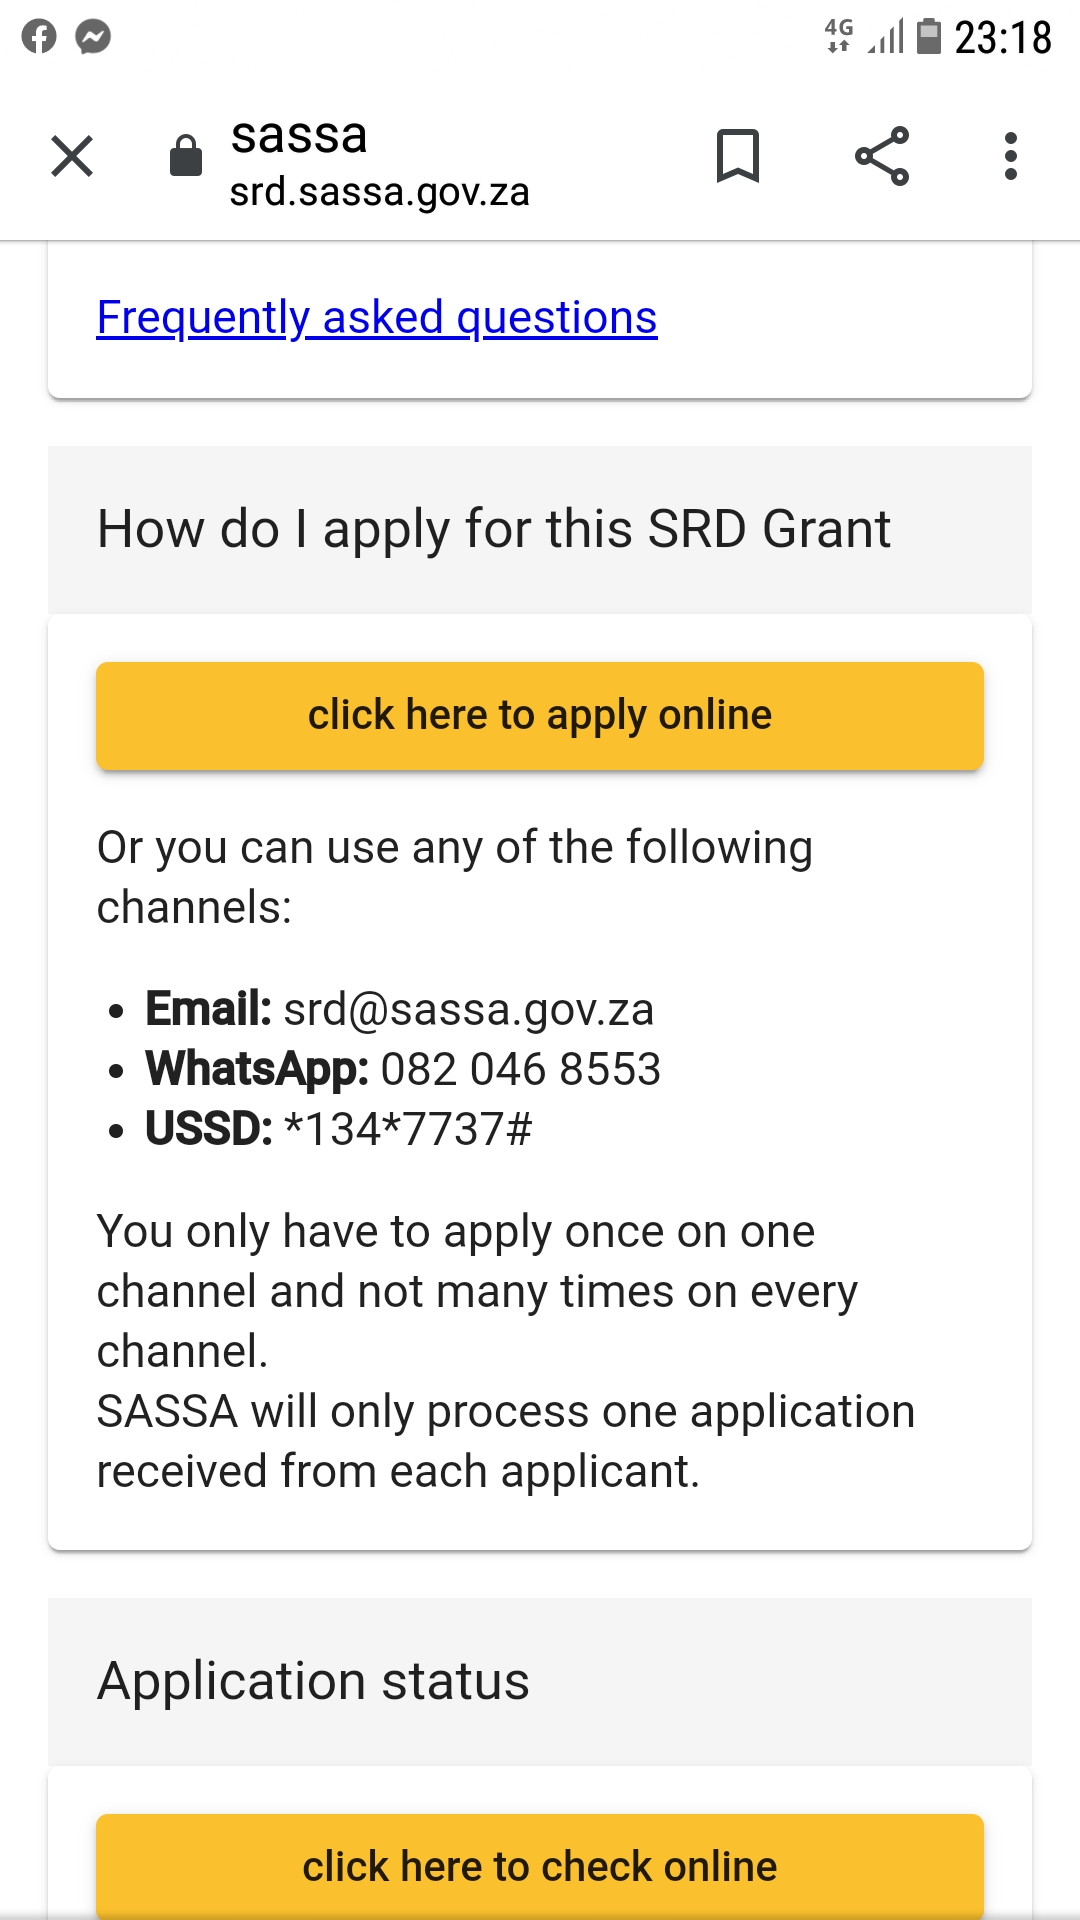 4G
23:18
sassa
srd.sassa.gov.za
Frequently asked questions
How do I apply for this SRD Grant
click here to apply online
Or you can use any of the following
channels:
• Email: srd@sassa.gov.za
• WhatsApp: 082 046 8553
• USSD: *134*7737#
You only have to apply once on one
channel and not many times on every
channel.
SASSA will only process one application
received from each applicant.
Application status
click here to check online